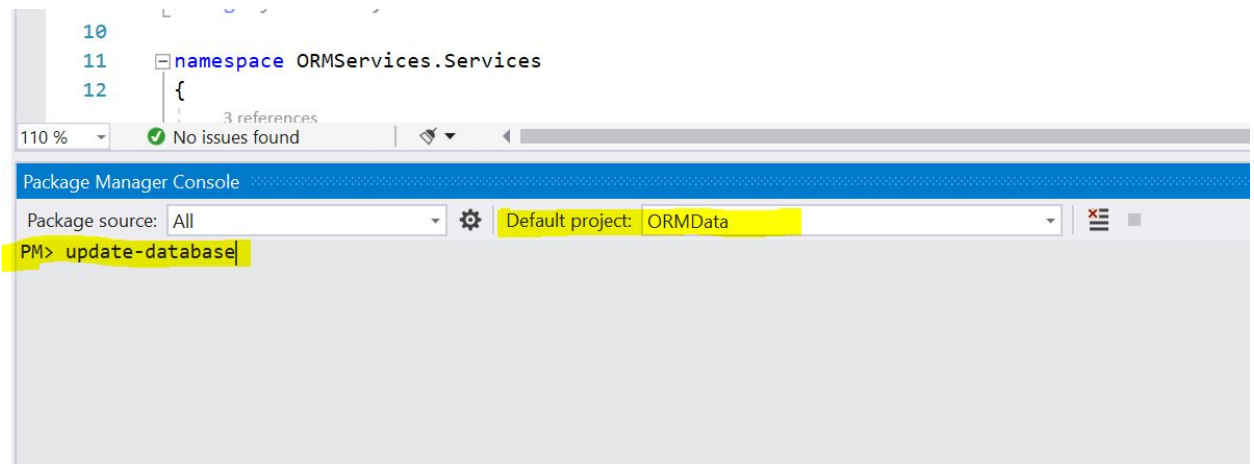 10
11 namespace ORMServices.Services
12 {
3 references
110 % No issues found
Package Manager Console
Package source: All Default project: ORMData
PM> update-database